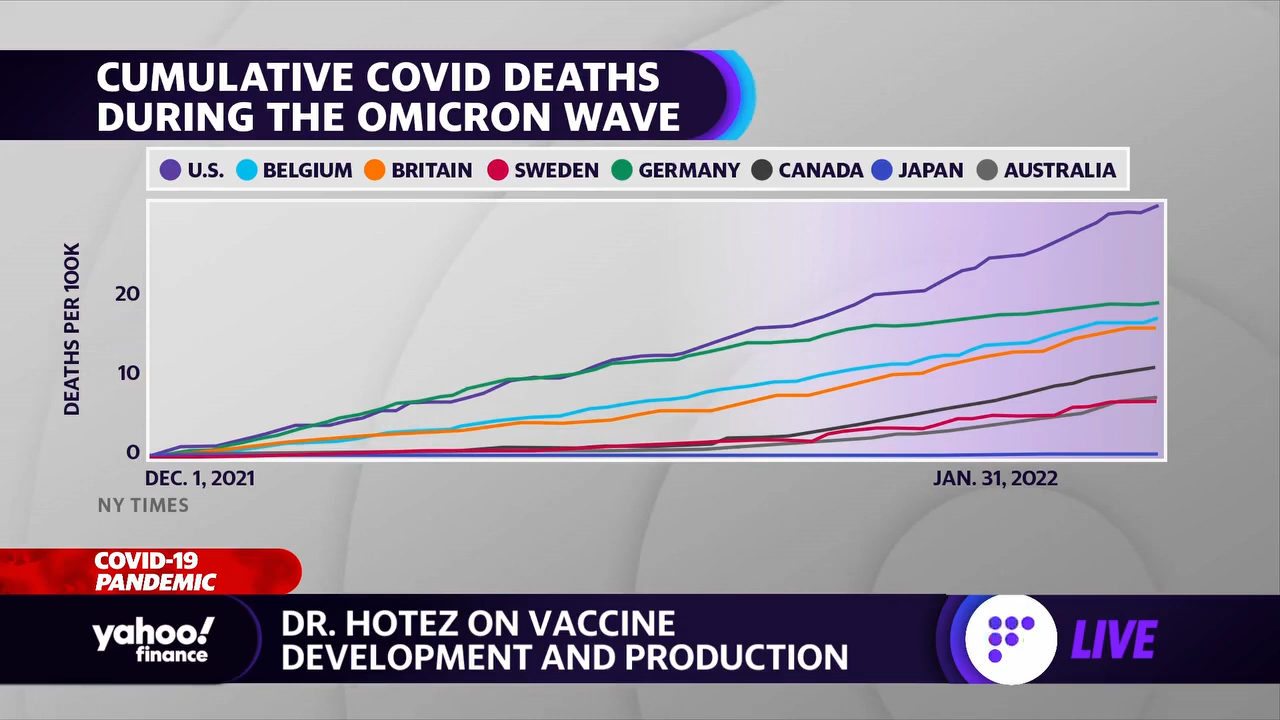 CUMULATIVE COVID DEATHS
DURING THE OMICRON WAVE
U.S. BELGIUM BRITAIN SWEDEN GERMANY CANADA JAPAN AUSTRALIA
DEATHS PER 100K
20
10
0
DEC. 1, 2021 JAN. 31, 2022
NY TIMES
COVID-19
PANDEMIC
yahoo!
finance
DR. HOTEZ ON VACCINE
DEVELOPMENT AND PRODUCTION
LIVE